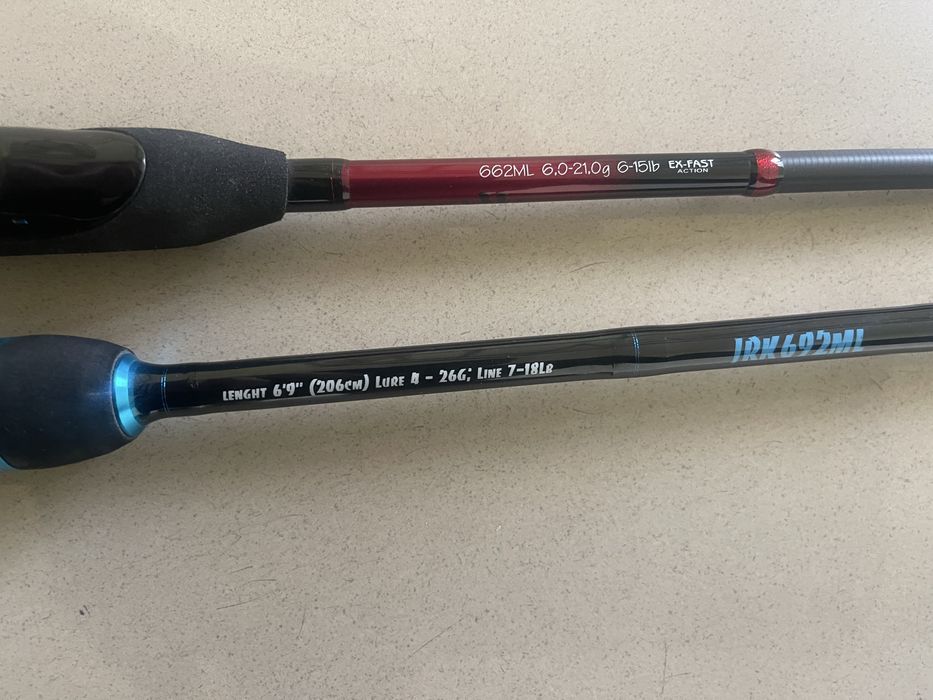 662ML 6.0-21.0g 6-15lb EX-FAST
ACTION
LENGHT 6'9" (206CM) LURE 4 - 26G; LINE 7-18LB
IRK692ML